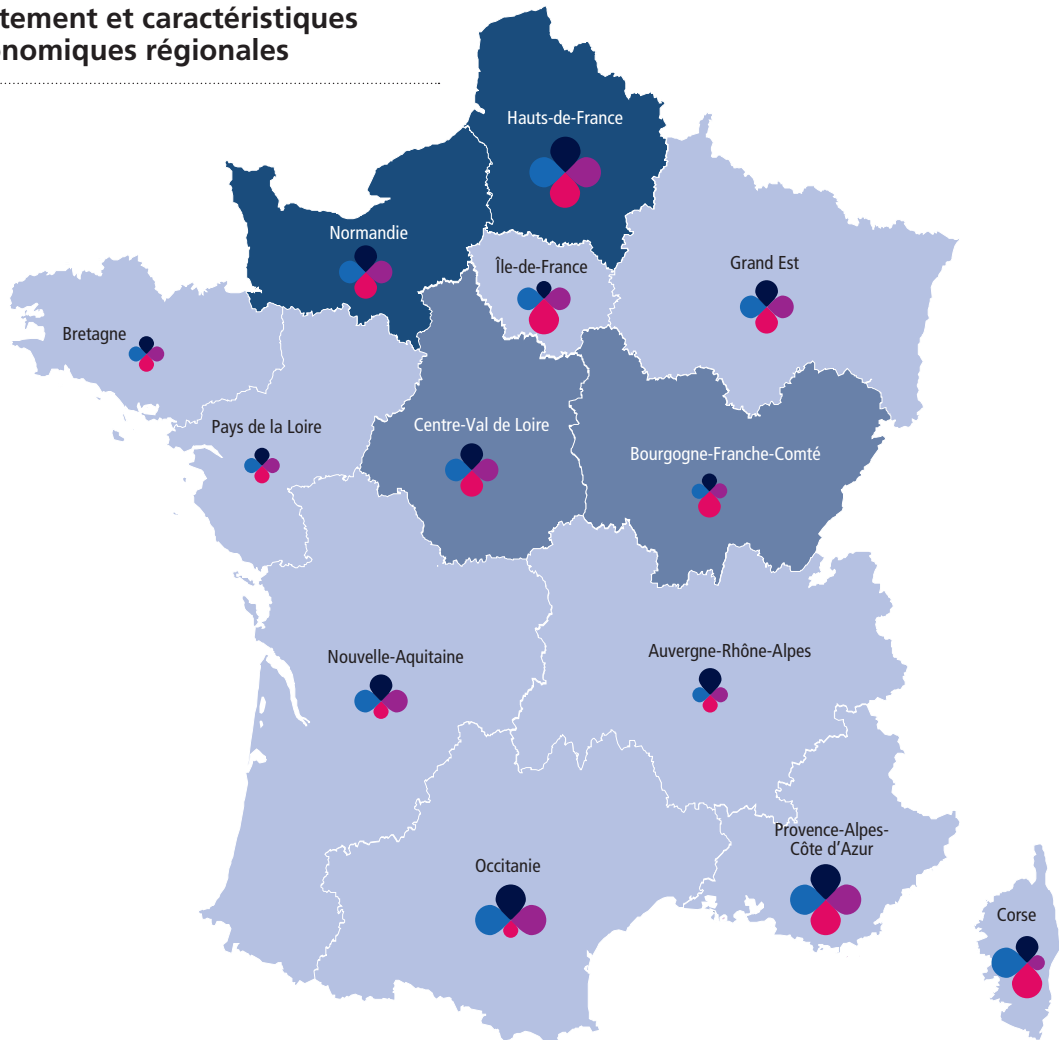 tement et caractéristiques
nomiques régionales
Hauts-de-France
Normandie
Île-de-France
Grand Est
Bretagne
Pays de la Loire
Centre-Val de Loire
Bourgogne-Franche-Comté
Nouvelle-Aquitaine
Auvergne-Rhône-Alpes
Provence-Alpes-
Côte d’Azur
Occitanie
Corse